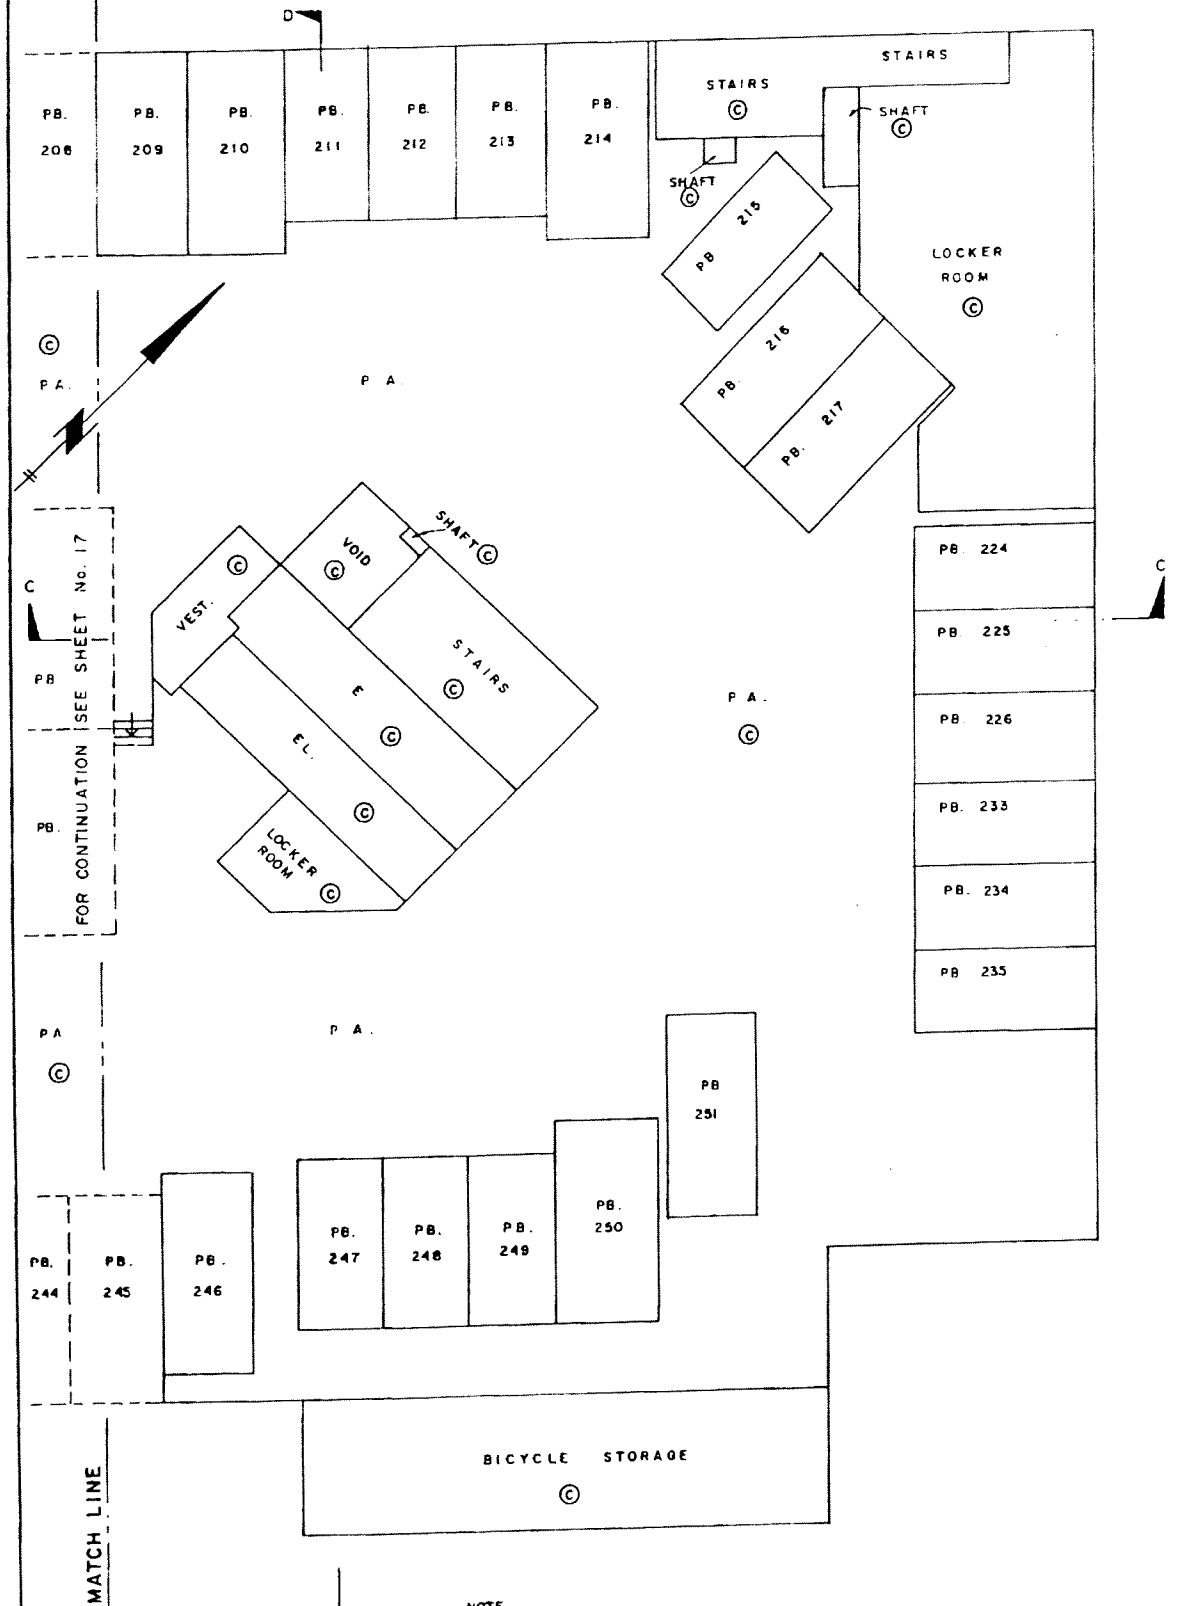 D
STAIRS
STAIRS
©
SHAFT
©
PB.
208
PB.
209
PB.
210
PB.
211
PB.
212
PB.
213
PB.
214
SHAFT
©
PB 215
LOCKER
ROOM
©
©
P A.
P A.
PB. 216
PB. 217
SHAFT ©
VOID
©
VEST.
©
PB. 224
PB. 225
PB. 226
PB. 233
PB. 234
PB 235
C
C
FOR CONTINUATION SEE SHEET No. 17
PB
PB.
STAIRS
©
E
©
EL.
©
P A.
©
LOCKER
ROOM
©
P A
©
P A.
PB
251
PB.
244
PB.
245
PB.
246
PB.
247
PB.
248
PB.
249
PB.
250
BICYCLE STORAGE
©
MATCH LINE
NOTE